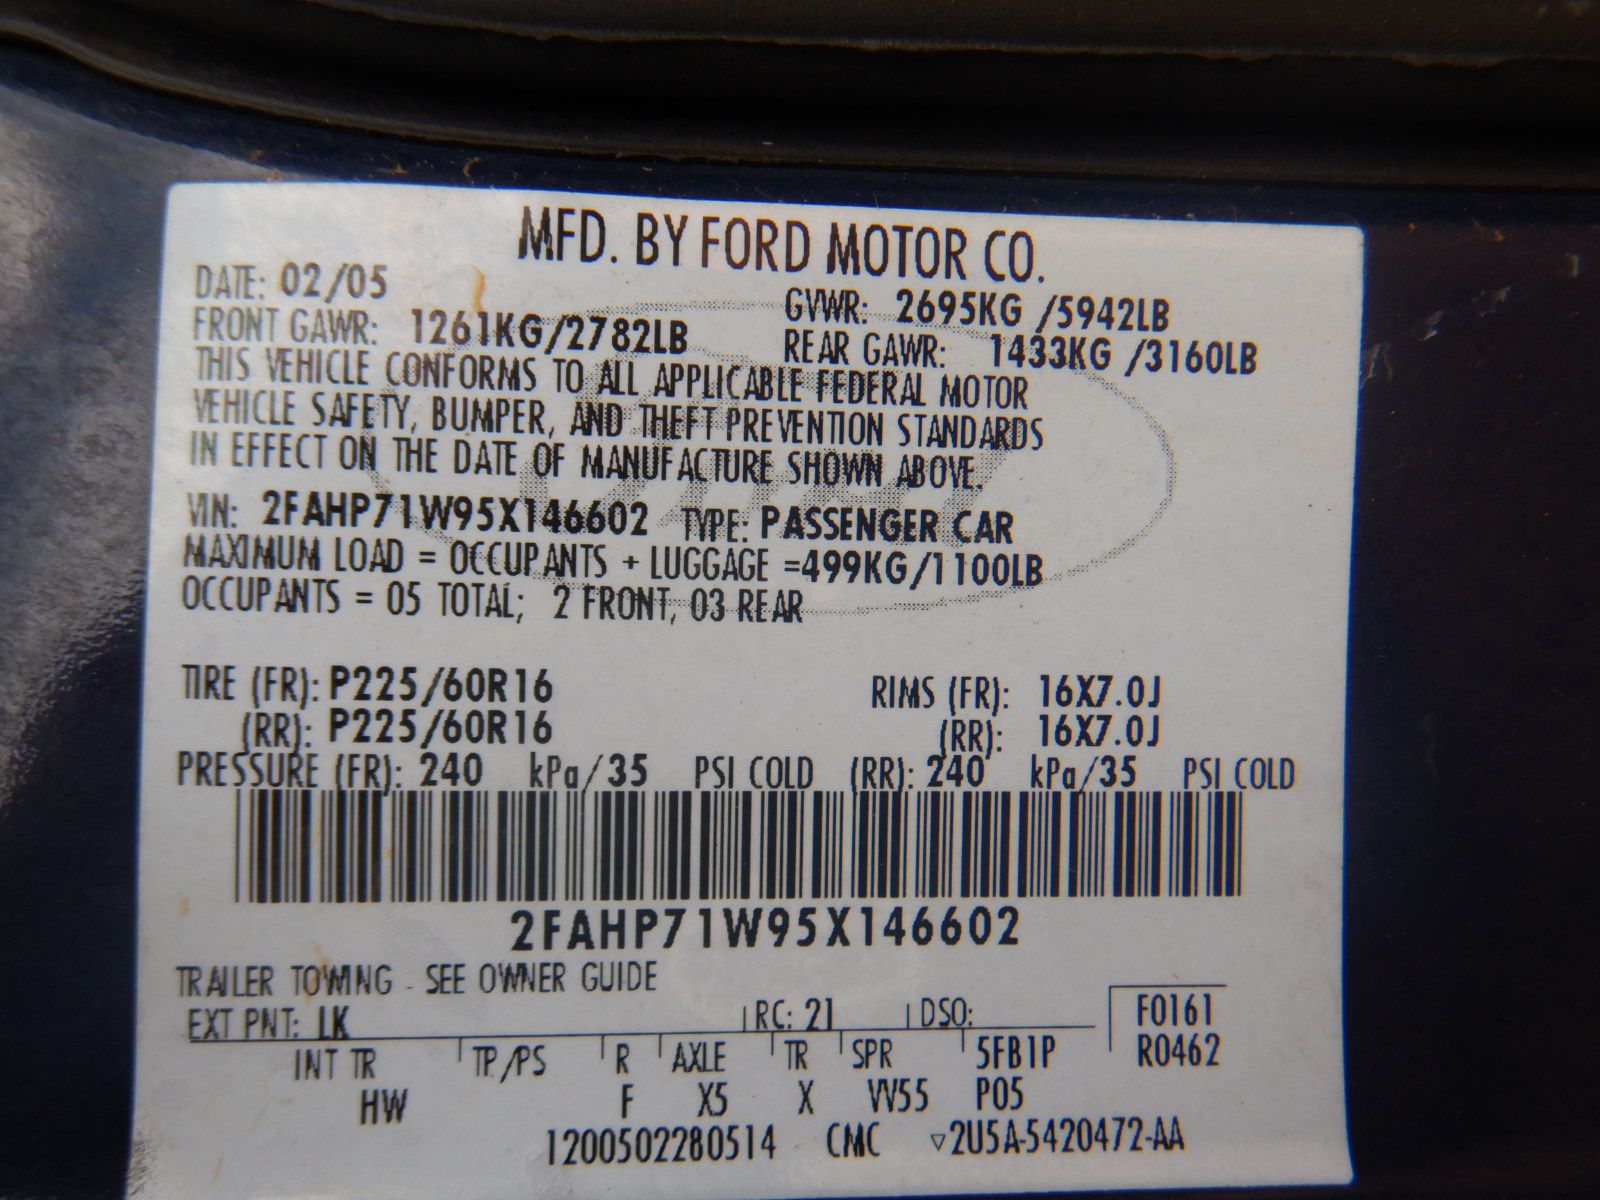 MFD. BY FORD MOTOR CO.
DATE: 02/05
GVWR: 2695KG /5942LB
FRONT GAWR: 1261KG/2782LB
REAR GAWR: 1433KG /3160LB
THIS VEHICLE CONFORMS TO ALL APPLICABLE FEDERAL MOTOR
VEHICLE SAFETY, BUMPER, AND THEFT PREVENTION STANDARDS
IN EFFECT ON THE DATE OF MANUFACTURE SHOWN ABOVE.
VIN: 2FAHP71W95X146602 TYPE: PASSENGER CAR
MAXIMUM LOAD = OCCUPANTS + LUGGAGE =499KG/1100LB
OCCUPANTS = 05 TOTAL; 2 FRONT, 03 REAR
TIRE (FR): P225/60R16 RIMS (FR): 16X7.0J
(RR): P225/60R16 (RR): 16X7.0J
PRESSURE (FR): 240 kPa/35 PSI COLD (RR): 240 kPa/35 PSI COLD
2FAHP71W95X146602
TRAILER TOWING - SEE OWNER GUIDE
EXT PNT: LK RC: 21 DSO: F0161
INT TR TP/PS R AXLE TR SPR 5FB1P R0462
HW F X5 X VV55 P05
1200502280514 CMC ▽2U5A-5420472-AA